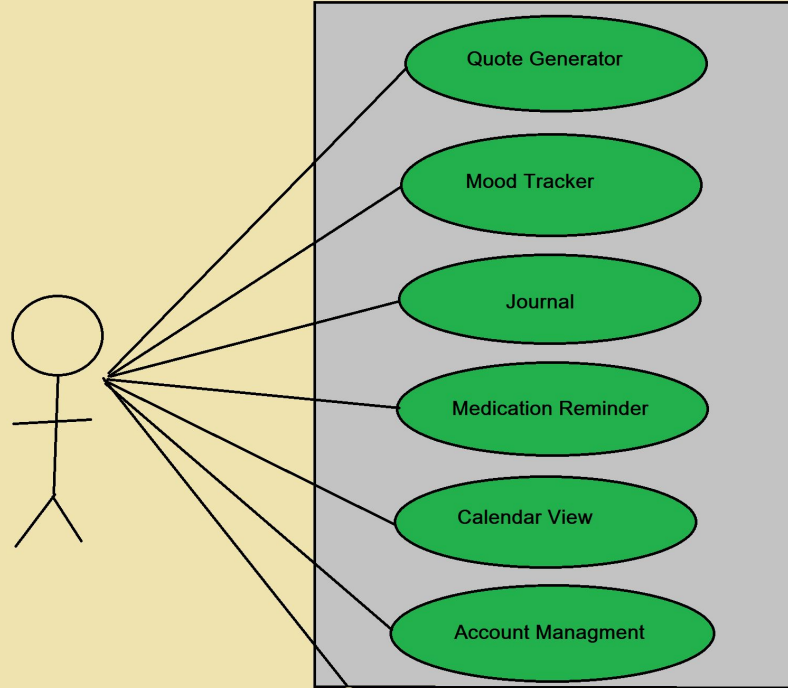 Quote Generator
Mood Tracker
Journal
Medication Reminder
Calendar View
Account Managment